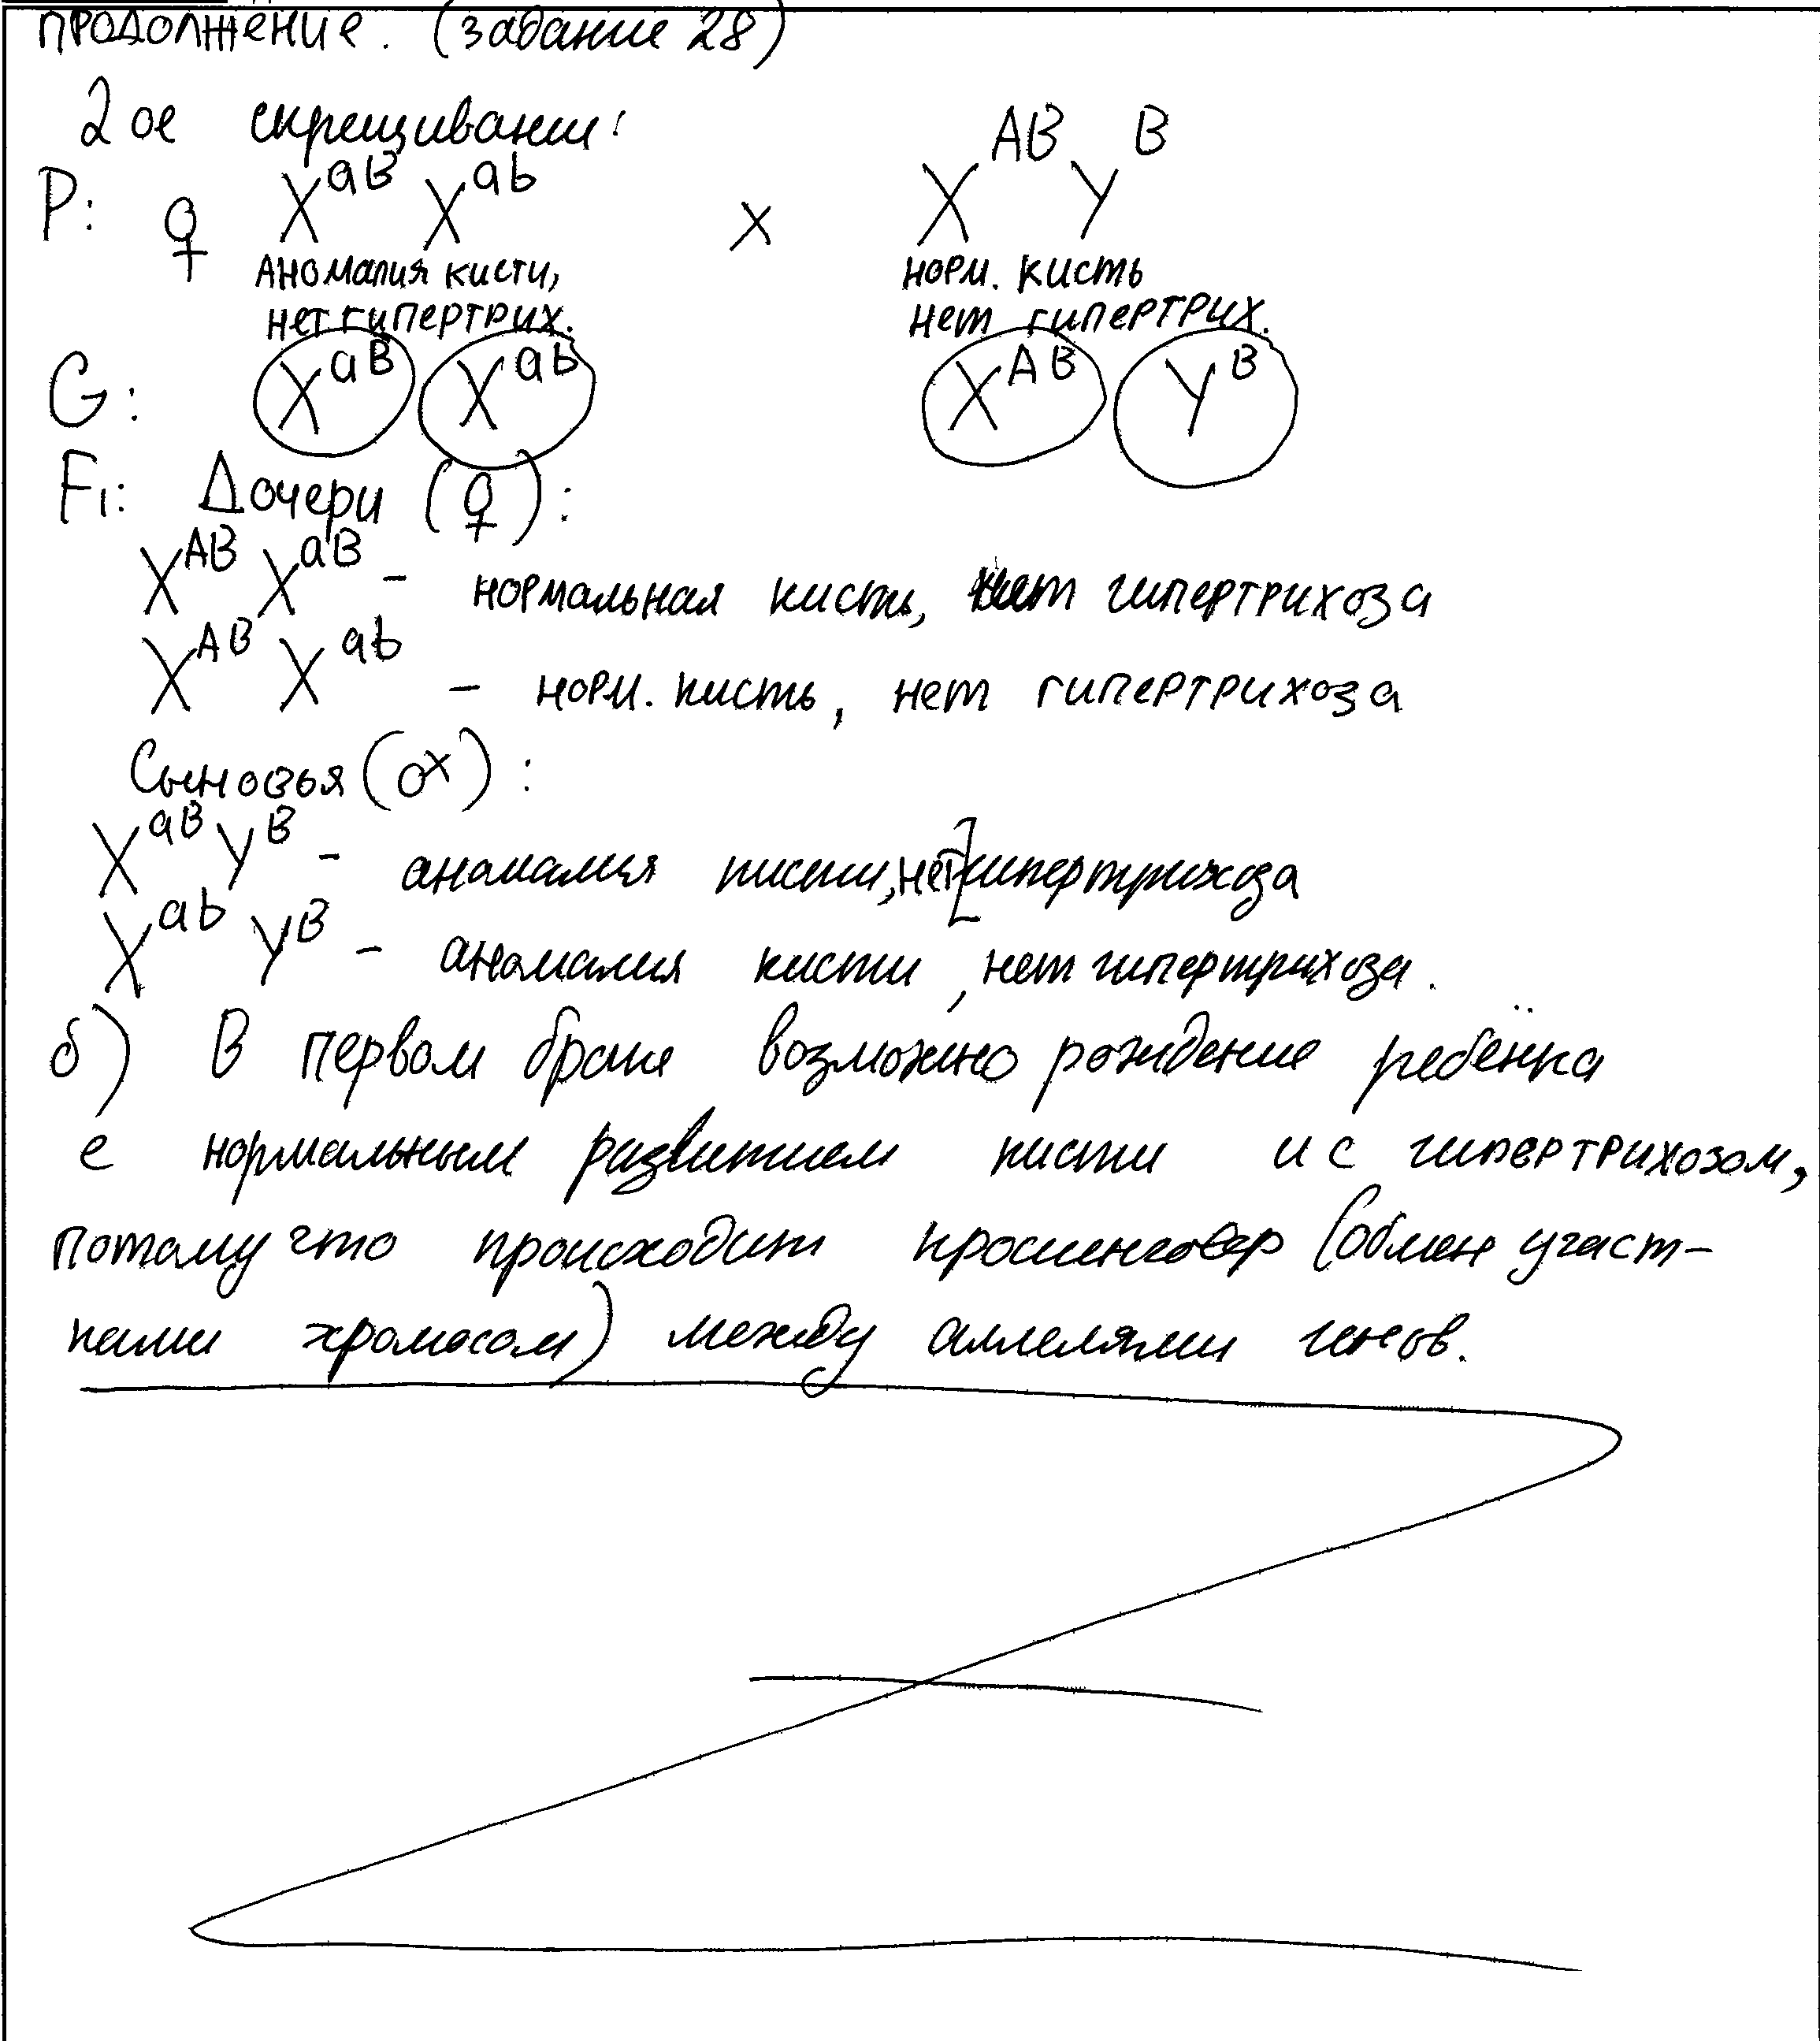 продолжение. (задание 28)
2ое скрещивание:
P: ♀ X^aB X^ab x X^AB Y^B
Аномалия кисти, норм. кисть
нет гипертрих. нет гипертрих.
G: X^aB X^ab X^AB Y^B
F1: Дочери (♀):
X^AB X^aB – нормальная кисть, нет гипертрихоза
X^AB X^ab – норм. кисть, нет гипертрихоза
Сыновья (♂):
X^aB Y^B – аномалия кисти, нет гипертрихоза
X^ab Y^B – аномалия кисти, нет гипертрихоза.
б) В первом браке возможно рождение ребёнка
с нормальным развитием кисти и с гипертрихозом,
потому что происходит кроссинговер (обмен участ-
ками хромосом) между аллелями генов.